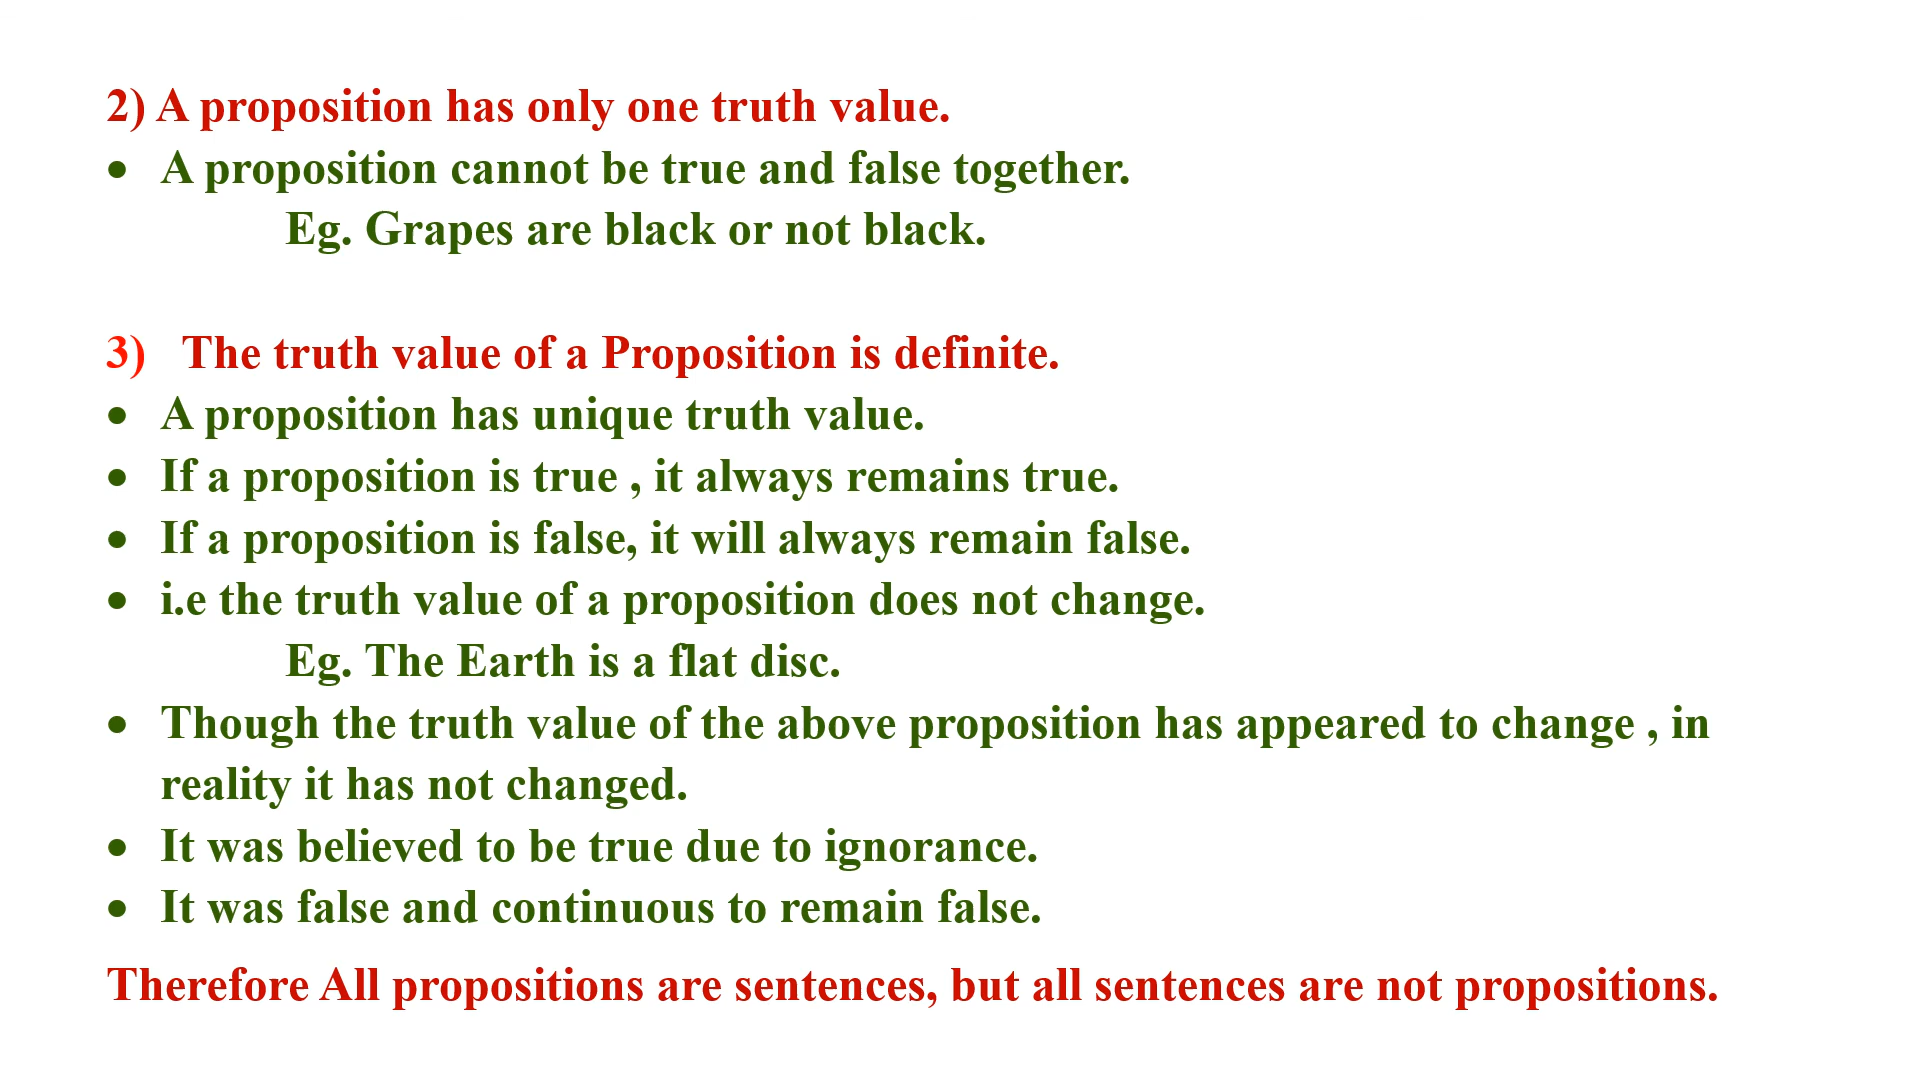 2) A proposition has only one truth value.
• A proposition cannot be true and false together.
Eg. Grapes are black or not black.
3) The truth value of a Proposition is definite.
• A proposition has unique truth value.
• If a proposition is true , it always remains true.
• If a proposition is false, it will always remain false.
• i.e the truth value of a proposition does not change.
Eg. The Earth is a flat disc.
• Though the truth value of the above proposition has appeared to change , in
reality it has not changed.
• It was believed to be true due to ignorance.
• It was false and continuous to remain false.
Therefore All propositions are sentences, but all sentences are not propositions.